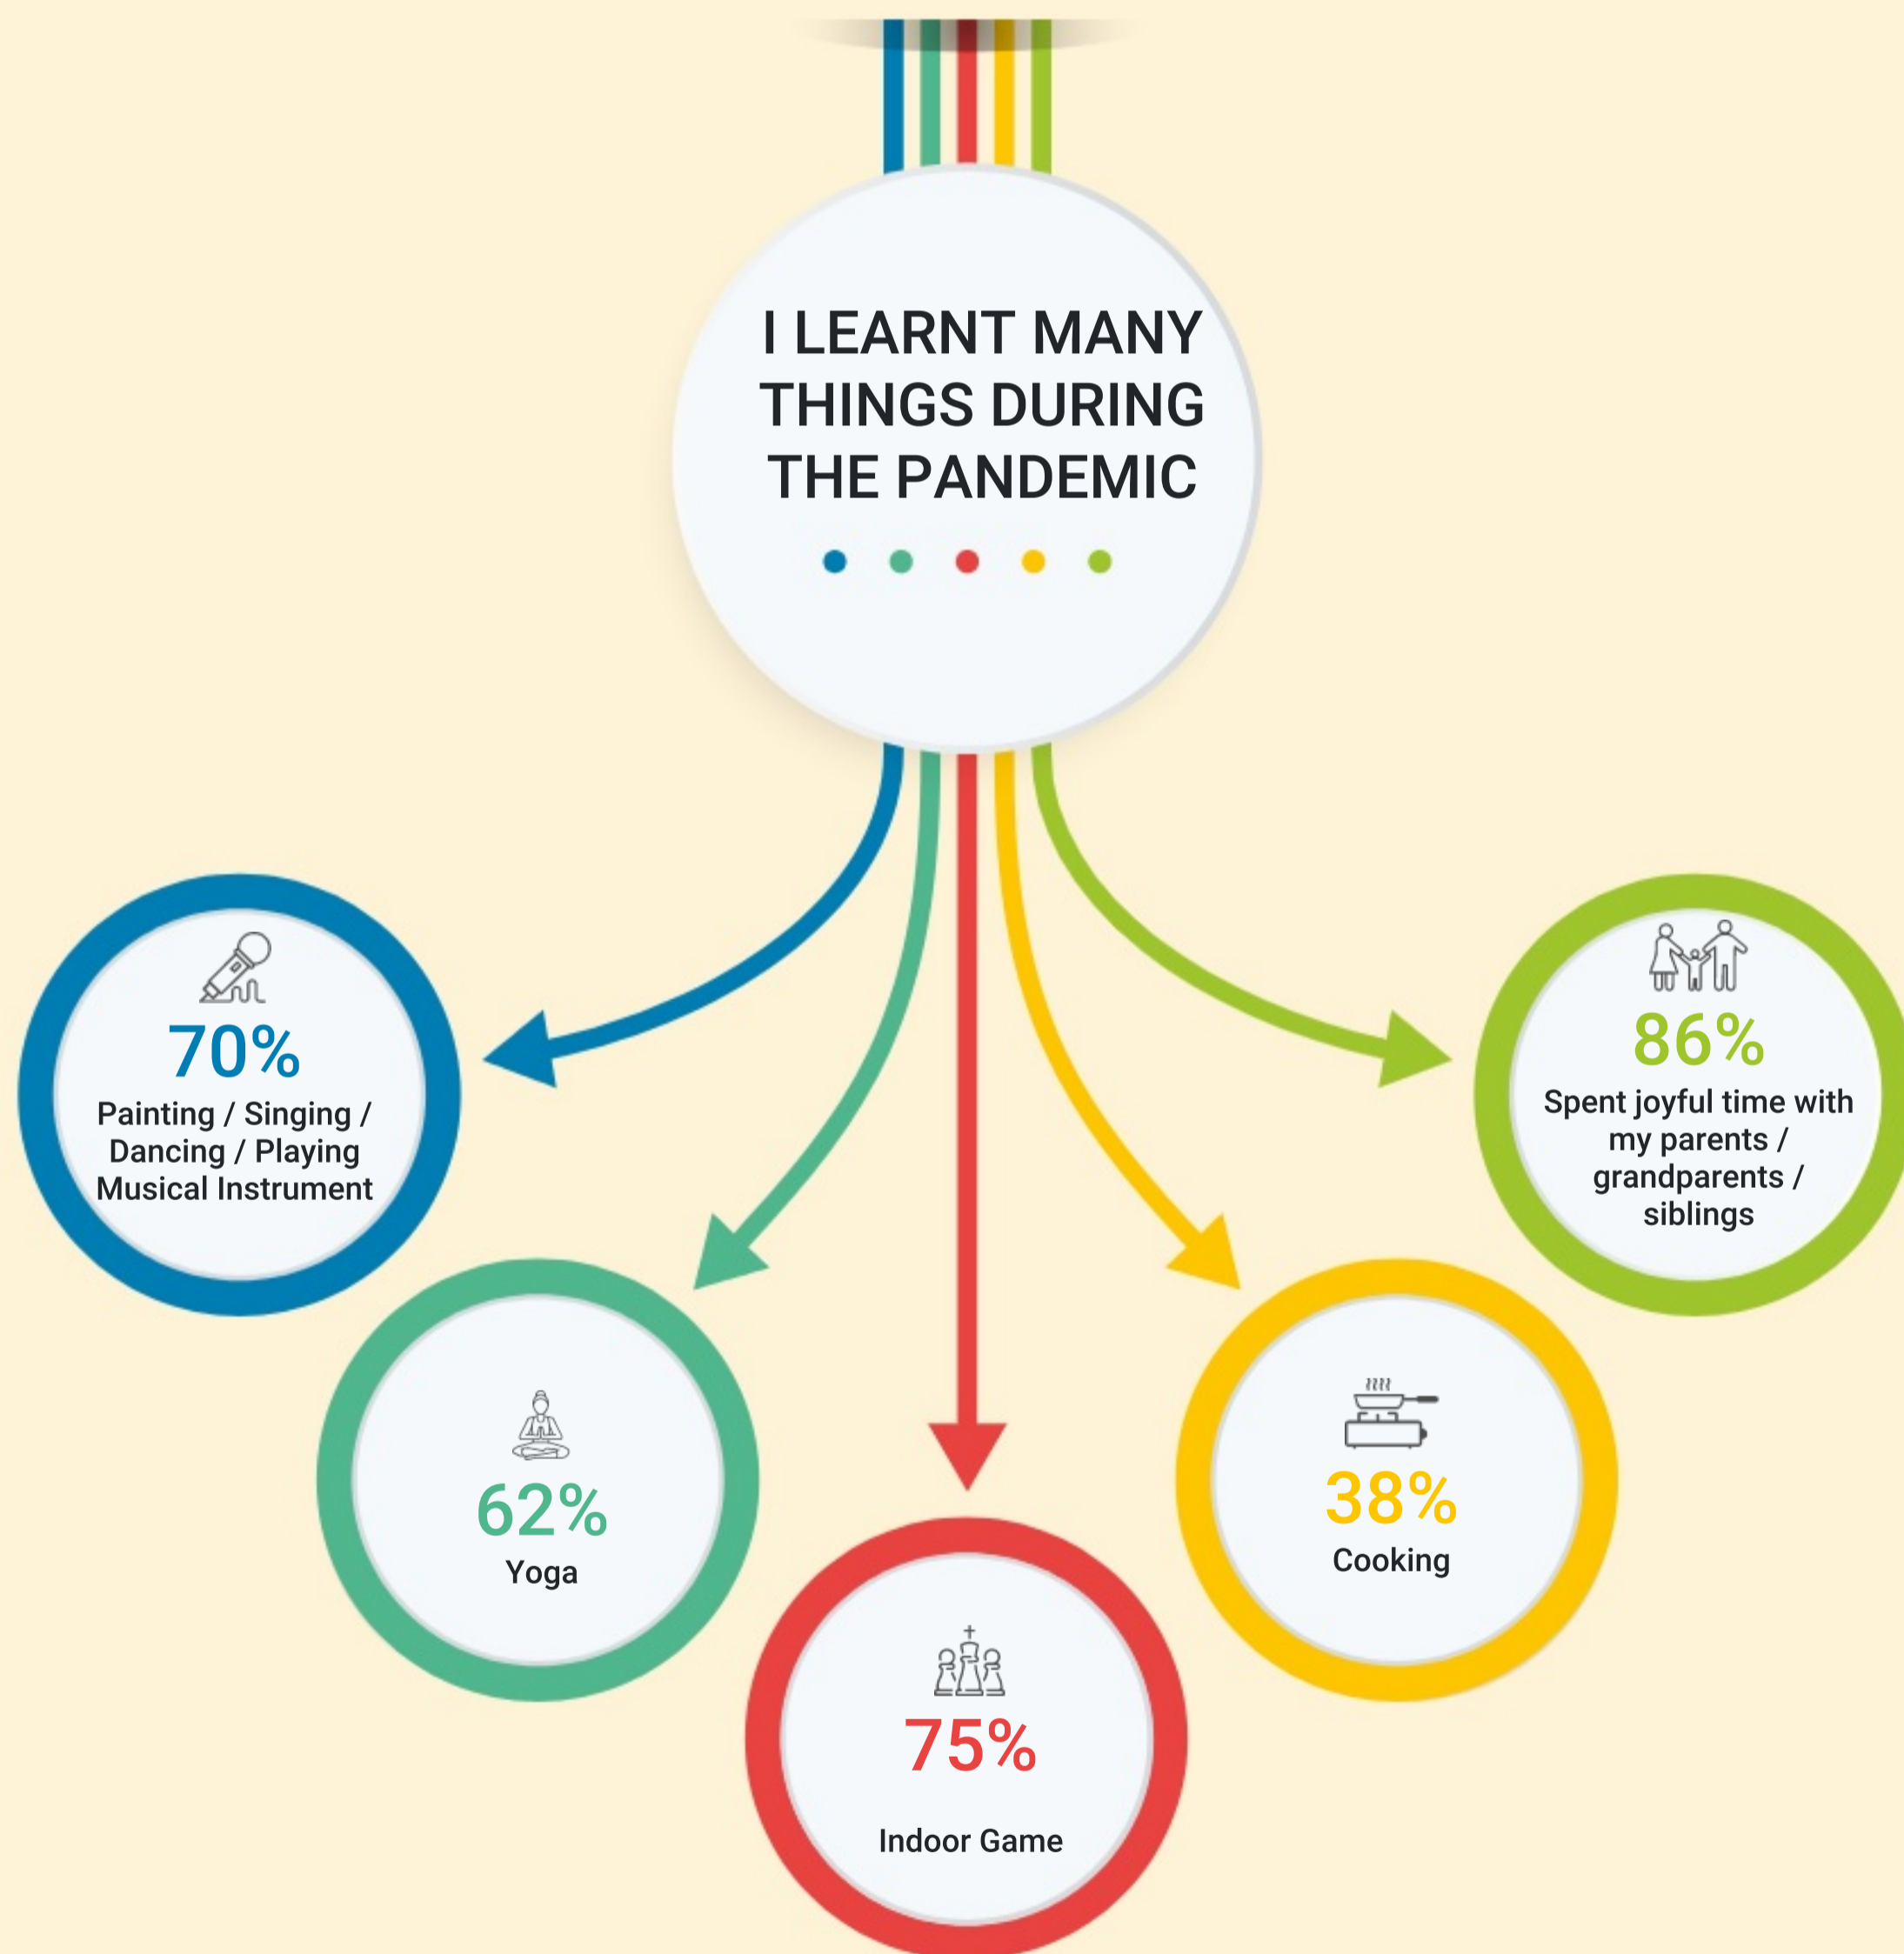 I LEARNT MANY
THINGS DURING
THE PANDEMIC
70%
Painting / Singing /
Dancing / Playing
Musical Instrument
62%
Yoga
75%
Indoor Game
38%
Cooking
86%
Spent joyful time with
my parents /
grandparents /
siblings